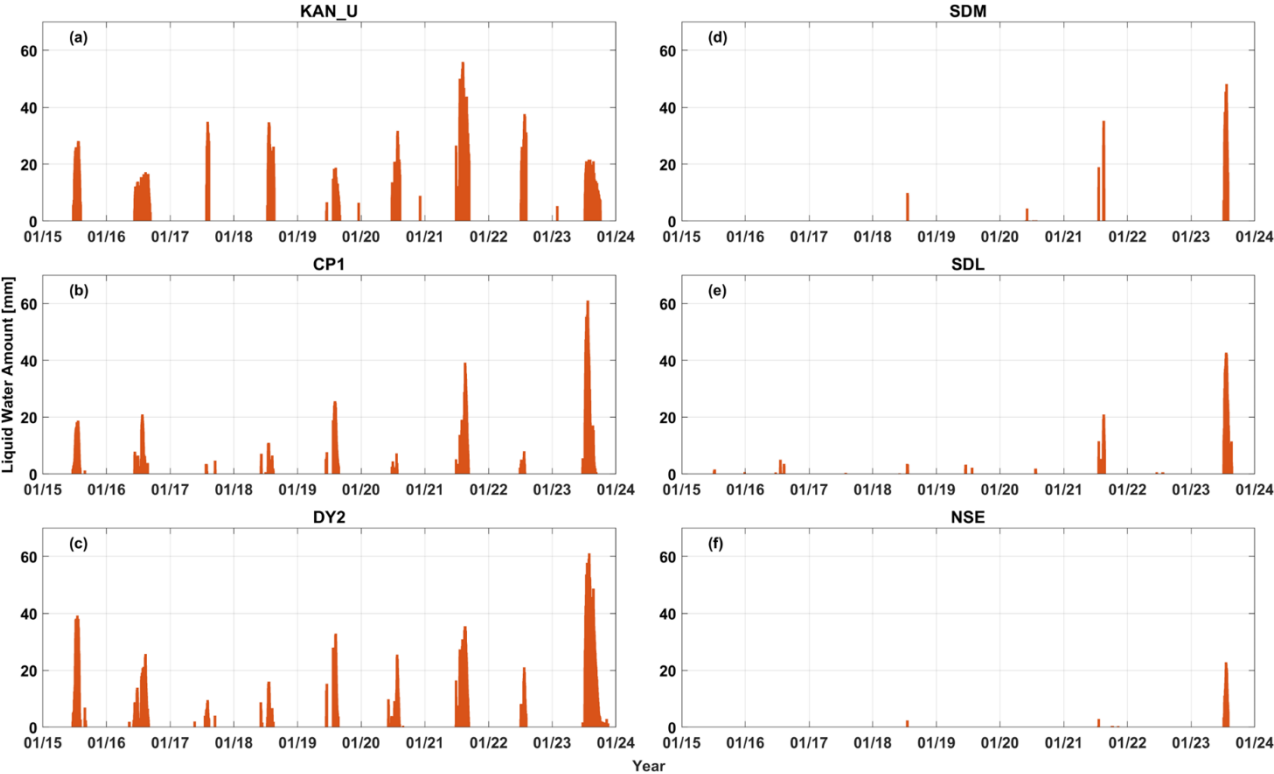 KAN_U
(a)
60
40
20
0
01/15 01/16 01/17 01/18 01/19 01/20 01/21 01/22 01/23 01/24
CP1
(b)
60
40
20
0
01/15 01/16 01/17 01/18 01/19 01/20 01/21 01/22 01/23 01/24
DY2
(c)
60
40
20
0
01/15 01/16 01/17 01/18 01/19 01/20 01/21 01/22 01/23 01/24
Liquid Water Amount [mm]
SDM
(d)
60
40
20
0
01/15 01/16 01/17 01/18 01/19 01/20 01/21 01/22 01/23 01/24
SDL
(e)
60
40
20
0
01/15 01/16 01/17 01/18 01/19 01/20 01/21 01/22 01/23 01/24
NSE
(f)
60
40
20
0
01/15 01/16 01/17 01/18 01/19 01/20 01/21 01/22 01/23 01/24
Year